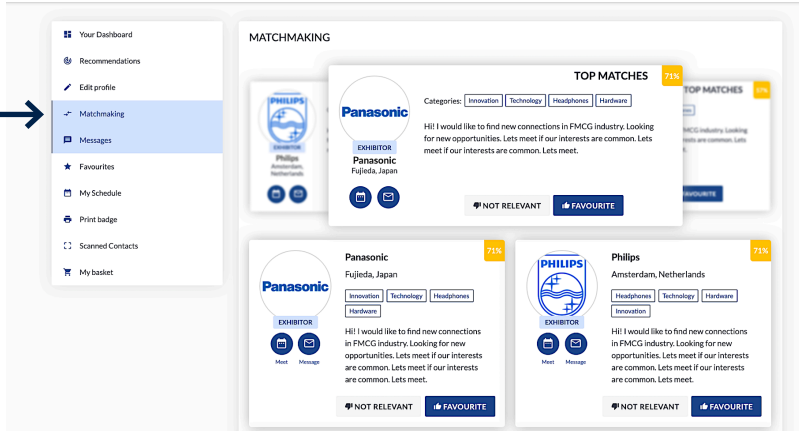 Your Dashboard
Recommendations
Edit profile
Matchmaking
Messages
Favourites
My Schedule
Print badge
Scanned Contacts
My basket
MATCHMAKING
PHILIPS
EXHIBITOR
Philips
Amsterdam,
Netherlands
TOP MATCHES
71%
Panasonic
EXHIBITOR
Panasonic
Fujieda, Japan
Categories: Innovation Technology Headphones Hardware
Hi! I would like to find new connections in FMCG industry. Looking
for new opportunities. Lets meet if our interests are common. Lets
meet if our interests are common. Lets meet.
NOT RELEVANT
FAVOURITE
TOP MATCHES
FMCG industry. Looking
rests are common. Lets
FAVOURITE
Panasonic
EXHIBITOR
Meet Message
Panasonic
71%
Fujieda, Japan
Innovation Technology Headphones
Hardware
Hi! I would like to find new connections
in FMCG industry. Looking for new
opportunities. Lets meet if our interests
are common. Lets meet if our interests
are common. Lets meet.
NOT RELEVANT
FAVOURITE
PHILIPS
EXHIBITOR
Meet Message
Philips
71%
Amsterdam, Netherlands
Headphones Technology Hardware
Innovation
Hi! I would like to find new connections
in FMCG industry. Looking for new
opportunities. Lets meet if our interests
are common. Lets meet if our interests
are common. Lets meet.
NOT RELEVANT
FAVOURITE